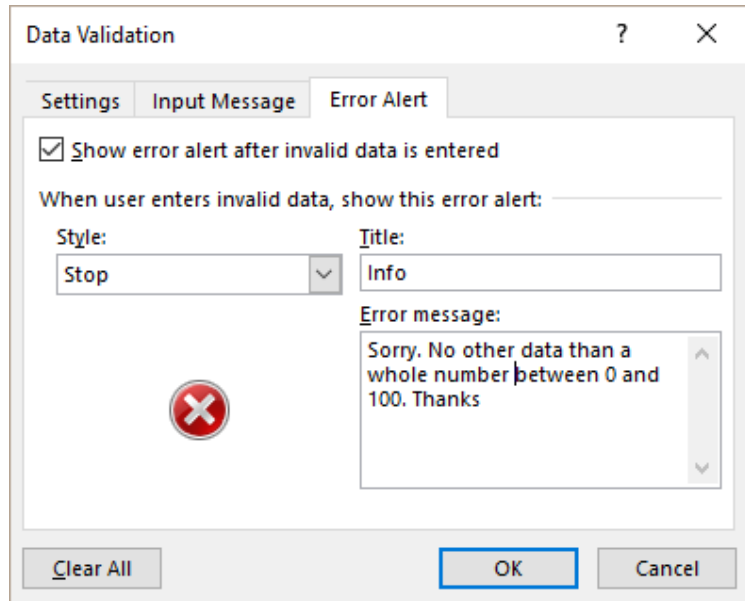 Data Validation
?
Settings
Input Message
Error Alert
Show error alert after invalid data is entered
When user enters invalid data, show this error alert:
Style:
Stop
Title:
Info
Error message:
Sorry. No other data than a
whole number between 0 and
100. Thanks
Clear All
OK
Cancel